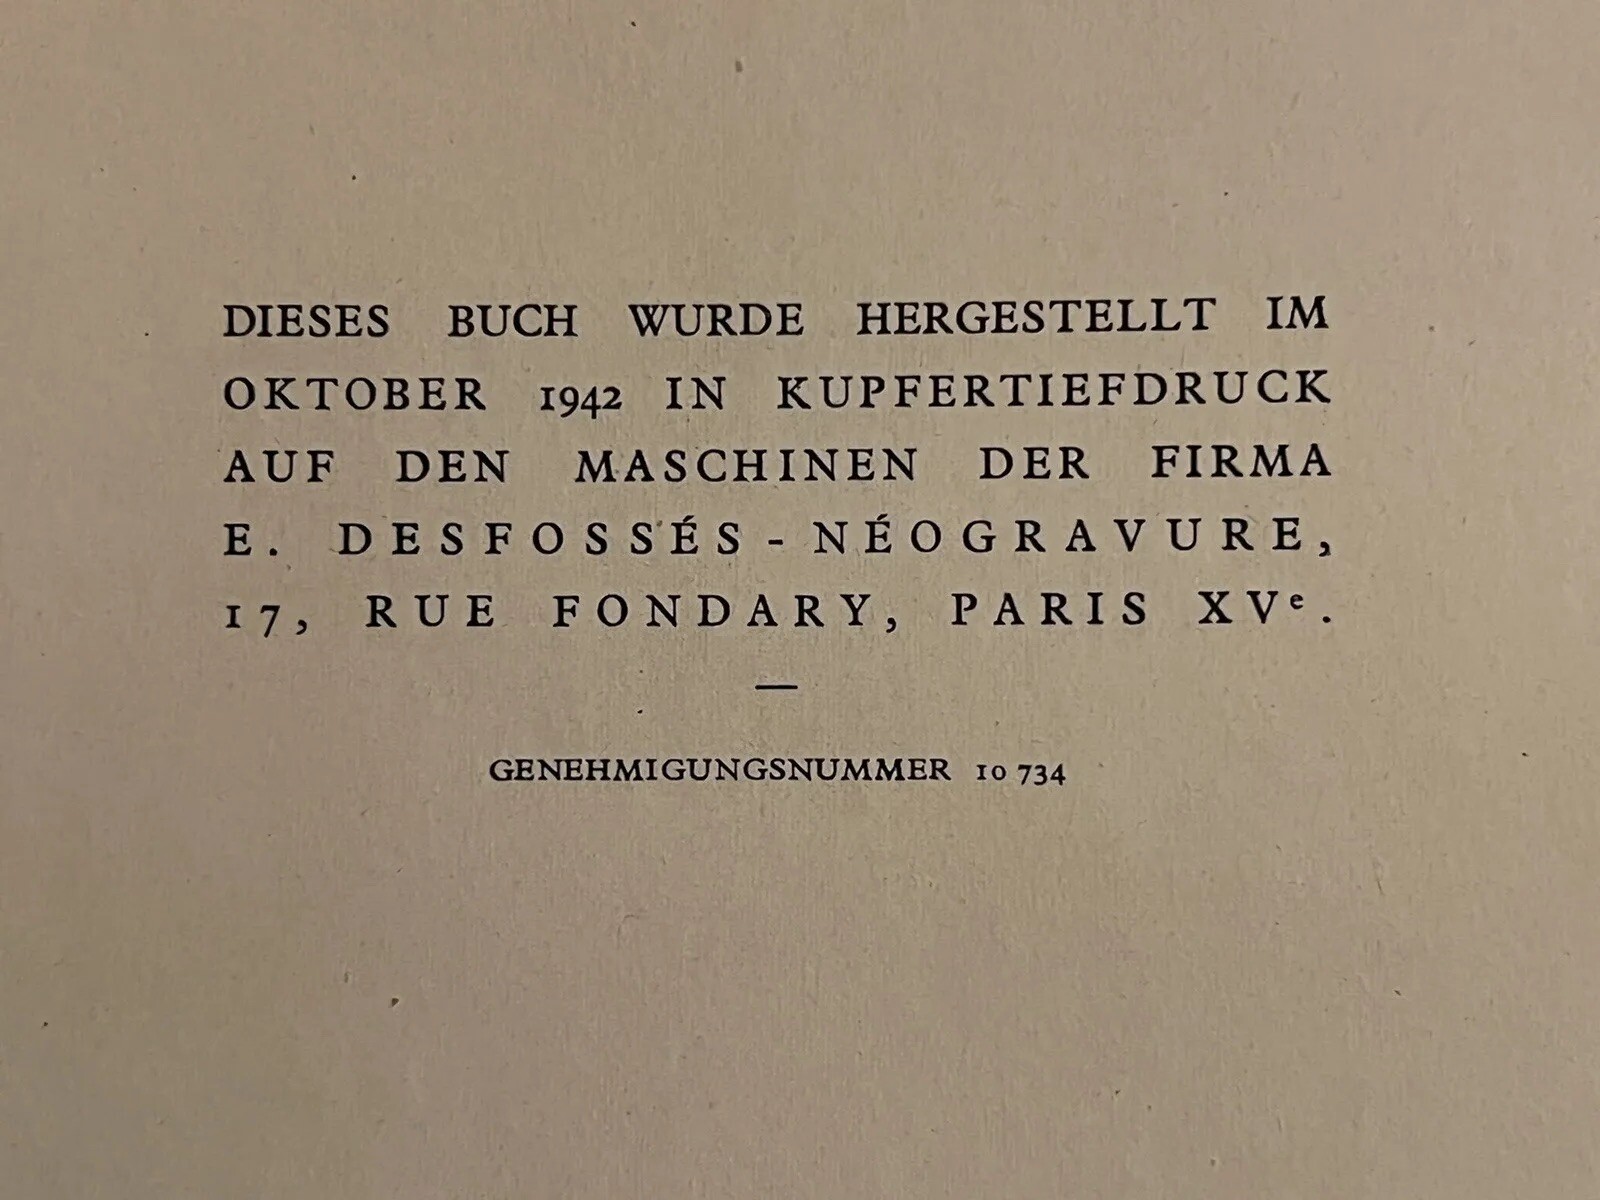 DIESES BUCH WURDE HERGESTELLT IM
OKTOBER 1942 IN KUPFERTIEFDRUCK
AUF DEN MASCHINEN DER FIRMA
E. DESFOSSÉS - NÉOGRAVURE,
17, RUE FONDARY, PARIS XVᵉ.
—
GENEHMIGUNGSNUMMER 10 734